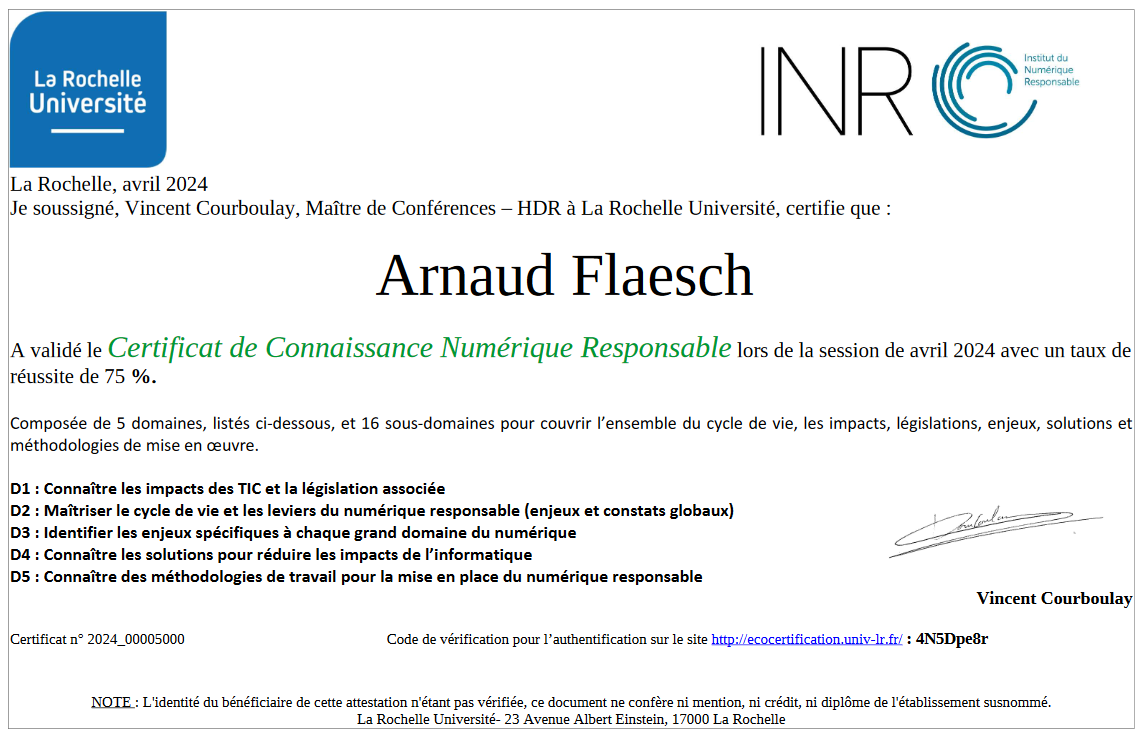 La Rochelle
Université
INR
Institut du
Numérique
Responsable
La Rochelle, avril 2024
Je soussigné, Vincent Courboulay, Maître de Conférences – HDR à La Rochelle Université, certifie que :
Arnaud Flaesch
A validé le Certificat de Connaissance Numérique Responsable lors de la session de avril 2024 avec un taux de
réussite de 75 %.
Composée de 5 domaines, listés ci-dessous, et 16 sous-domaines pour couvrir l’ensemble du cycle de vie, les impacts, législations, enjeux, solutions et
méthodologies de mise en œuvre.
D1 : Connaître les impacts des TIC et la législation associée
D2 : Maîtriser le cycle de vie et les leviers du numérique responsable (enjeux et constats globaux)
D3 : Identifier les enjeux spécifiques à chaque grand domaine du numérique
D4 : Connaître les solutions pour réduire les impacts de l’informatique
D5 : Connaître des méthodologies de travail pour la mise en place du numérique responsable
Vincent Courboulay
Certificat n° 2024_00005000 Code de vérification pour l’authentification sur le site http://ecocertification.univ-lr.fr/ : 4N5Dpe8r
NOTE : L'identité du bénéficiaire de cette attestation n'étant pas vérifiée, ce document ne confère ni mention, ni crédit, ni diplôme de l'établissement susnommé.
La Rochelle Université- 23 Avenue Albert Einstein, 17000 La Rochelle